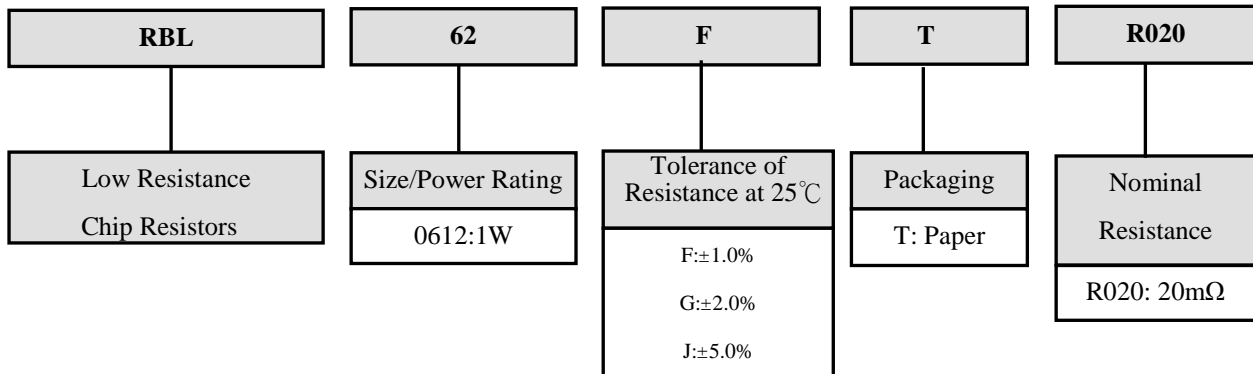 RBL 62 F T R020
Low Resistance
Chip Resistors
Size/Power Rating
0612:1W
Tolerance of
Resistance at 25℃
F:±1.0%
G:±2.0%
J:±5.0%
Packaging
T: Paper
Nominal
Resistance
R020: 20mΩ